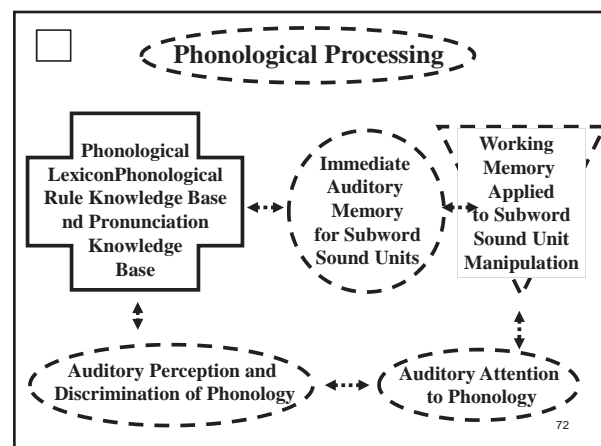 Phonological Processing
Phonological
LexiconPhonological
Rule Knowledge Base
nd Pronunciation
Knowledge
Base
Immediate
Auditory
Memory
for Subword
Sound Units
Working
Memory
Applied
to Subword
Sound Unit
Manipulation
Auditory Perception and
Discrimination of Phonology
Auditory Attention
to Phonology
72